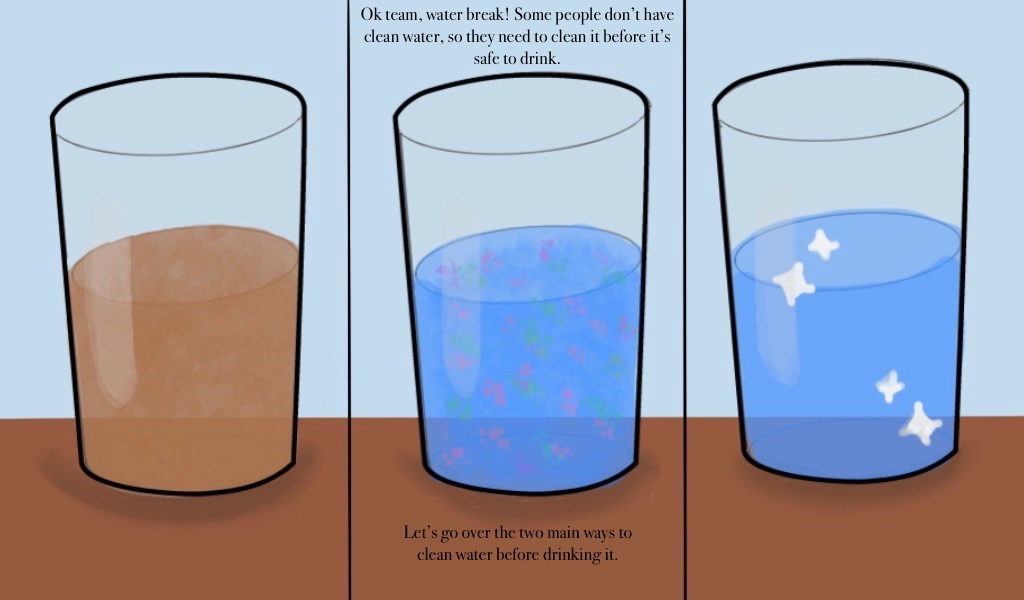 Ok team, water break! Some people don’t have
clean water, so they need to clean it before it’s
safe to drink.
Let’s go over the two main ways to
clean water before drinking it.